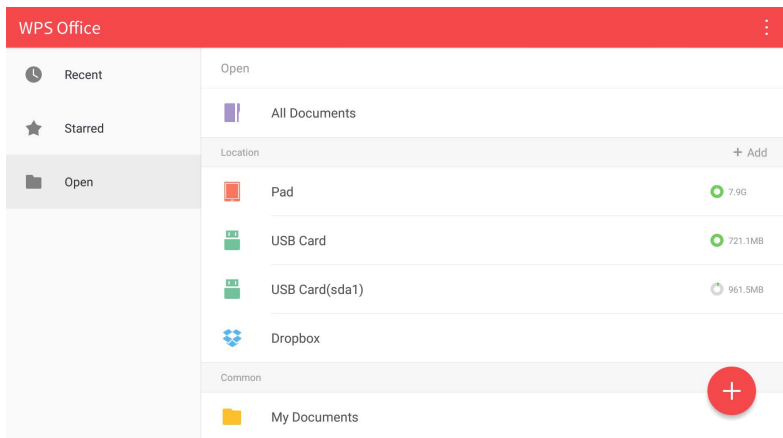 WPS Office
Recent
Starred
Open
Open
All Documents
Location + Add
Pad 7.9G
USB Card 721.1MB
USB Card(sda1) 961.5MB
Dropbox
Common
My Documents